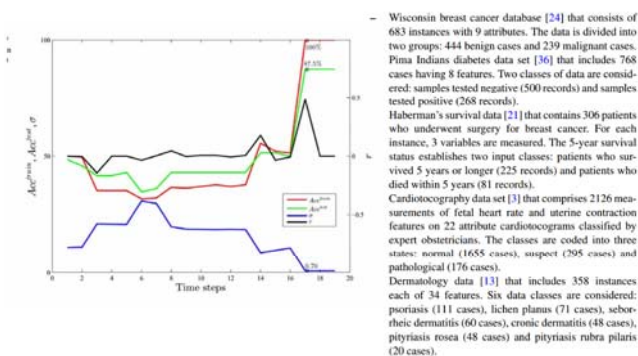 100
50
0
0.5
0
-0.5
0 2 4 6 8 10 12 14 16 18 20
Time steps
100%
97.5%
0.79
Acc^train, Acc^test, σ
r
Acc^train
Acc^test
σ
r
– Wisconsin breast cancer database [24] that consists of
683 instances with 9 attributes. The data is divided into
two groups: 444 benign cases and 239 malignant cases.
Pima Indians diabetes data set [36] that includes 768
cases having 8 features. Two classes of data are consid-
ered: samples tested negative (500 records) and samples
tested positive (268 records).
Haberman's survival data [21] that contains 306 patients
who underwent surgery for breast cancer. For each
instance, 3 variables are measured. The 5-year survival
status establishes two input classes: patients who sur-
vived 5 years or longer (225 records) and patients who
died within 5 years (81 records).
Cardiotocography data set [3] that comprises 2126 mea-
surements of fetal heart rate and uterine contraction
features on 22 attribute cardiotocograms classified by
expert obstetricians. The classes are coded into three
states: normal (1655 cases), suspect (295 cases) and
pathological (176 cases).
Dermatology data [13] that includes 358 instances
each of 34 features. Six data classes are considered:
psoriasis (111 cases), lichen planus (71 cases), sebor-
rheic dermatitis (60 cases), cronic dermatitis (48 cases),
pityriasis rosea (48 cases) and pityriasis rubra pilaris
(20 cases).